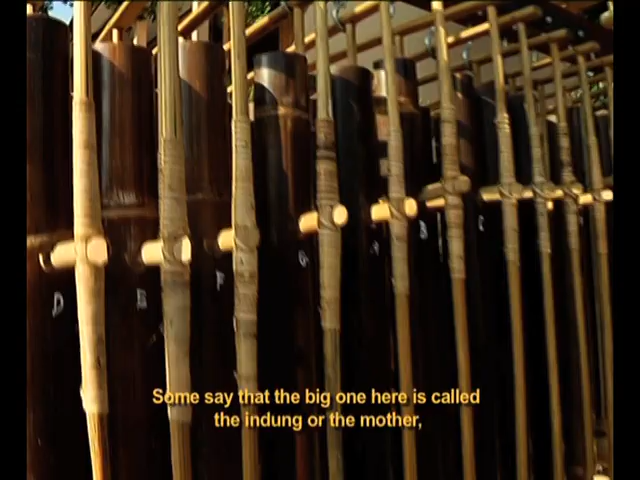 D E F G A B C
Some say that the big one here is called
the indung or the mother,